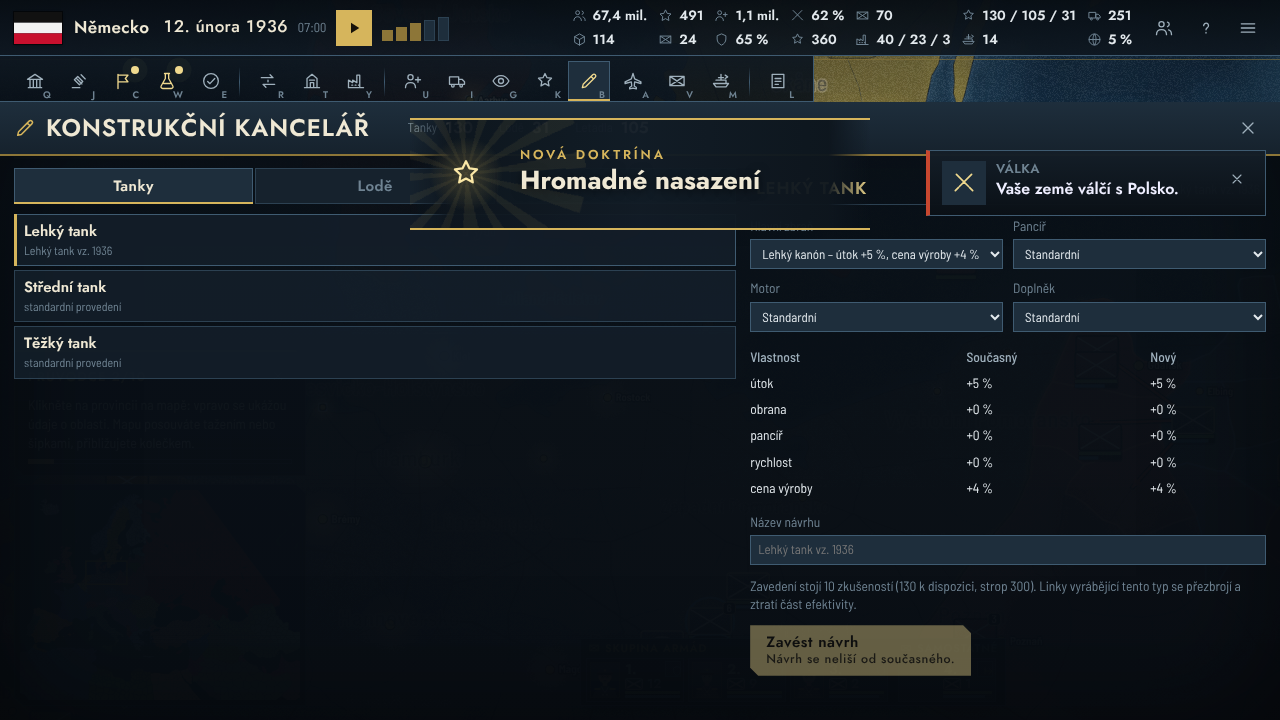 Německo
12. února 1936
07:00
67,4 mil.
491
1,1 mil.
62 %
70
130 / 105 / 31
251
114
24
65 %
360
40 / 23 / 3
14
5 %
?
Q
J
C
W
E
R
T
Y
U
I
G
K
B
A
V
M
L
KONSTRUKČNÍ KANCELÁŘ
Tanky
NOVÁ DOKTRÍNA
Hromadné nasazení
VÁLKA
Vaše země válčí s Polskem.
Tanky
Lodě
LEHKÝ TANK
Lehký tank
Lehký tank vz. 1936
Střední tank
standardní provedení
Těžký tank
standardní provedení
Pancíř
Lehký kanón – útok +5 %, cena výroby +4 %
Standardní
Motor
Doplněk
Standardní
Standardní
Vlastnost
Současný
Nový
útok
+5 %
+5 %
obrana
+0 %
+0 %
pancíř
+0 %
+0 %
rychlost
+0 %
+0 %
cena výroby
+4 %
+4 %
Název návrhu
Lehký tank vz. 1936
Zavedení stojí 10 zkušeností (130 k dispozici, strop 300). Linky vyrábějící tento typ se přezbrojí a
ztratí část efektivity.
Zavést návrh
Návrh se neliší od současného.